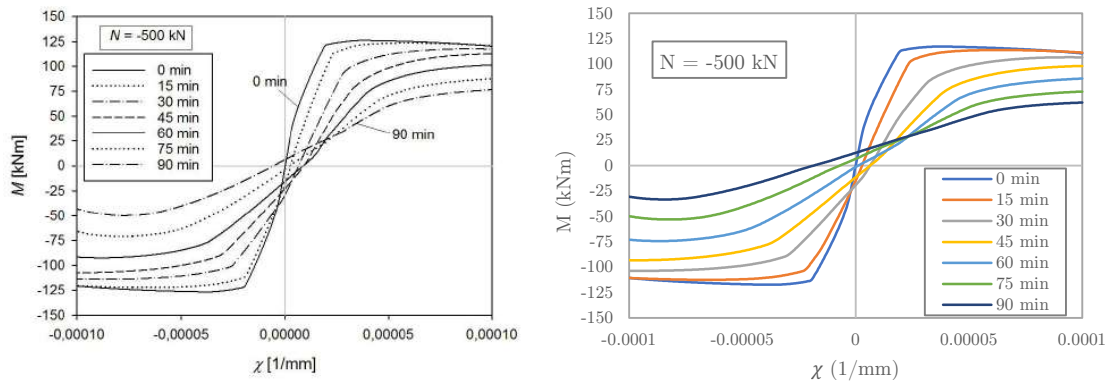 150
125
100
75
50
25
0
-25
-50
-75
-100
-125
-150
M [kNm]
N = -500 kN
0 min
15 min
30 min
45 min
60 min
75 min
90 min
0 min
90 min
-0,00010
-0,00005
0,00000
0,00005
0,00010
χ [1/mm]
150
125
100
75
50
25
0
-25
-50
-75
-100
-125
-150
M (kNm)
N = -500 kN
0 min
15 min
30 min
45 min
60 min
75 min
90 min
-0.0001
-0.00005
0
0.00005
0.0001
χ (1/mm)